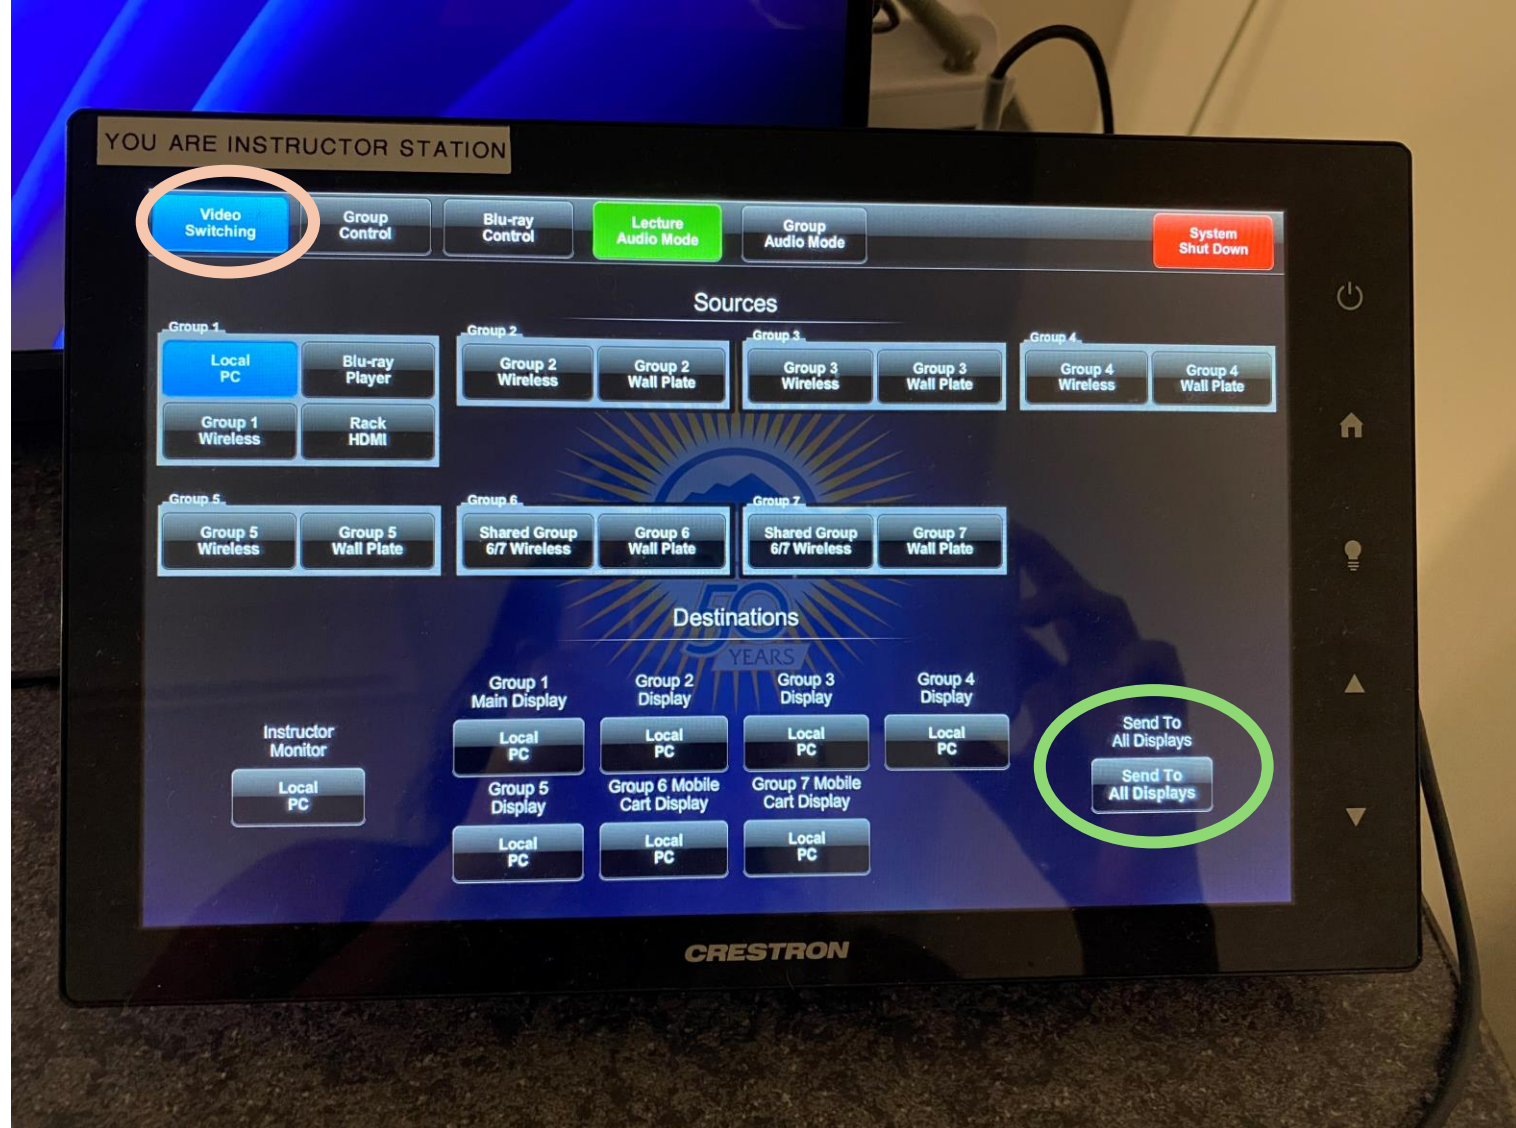 YOU ARE INSTRUCTOR STATION
Video
Switching
Group
Control
Blu-ray
Control
Lecture
Audio Mode
Group
Audio Mode
System
Shut Down
Sources
Group 1
Local
PC
Blu-ray
Player
Group 1
Wireless
Rack
HDMI
Group 2
Group 2
Wireless
Group 2
Wall Plate
Group 3
Group 3
Wireless
Group 3
Wall Plate
Group 4
Group 4
Wireless
Group 4
Wall Plate
Group 5
Group 5
Wireless
Group 5
Wall Plate
Group 6
Shared Group
6/7 Wireless
Group 6
Wall Plate
Group 7
Shared Group
6/7 Wireless
Group 7
Wall Plate
50
YEARS
Destinations
Instructor
Monitor
Local
PC
Group 1
Main Display
Local
PC
Group 2
Display
Local
PC
Group 3
Display
Local
PC
Group 4
Display
Local
PC
Group 5
Display
Local
PC
Group 6 Mobile
Cart Display
Local
PC
Group 7 Mobile
Cart Display
Local
PC
Send To
All Displays
Send To
All Displays
CRESTRON